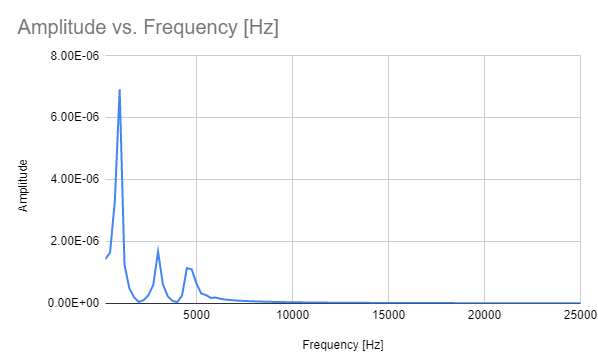 Amplitude vs. Frequency [Hz]
8.00E-06
6.00E-06
4.00E-06
2.00E-06
0.00E+00
Amplitude
5000 10000 15000 20000 25000
Frequency [Hz]